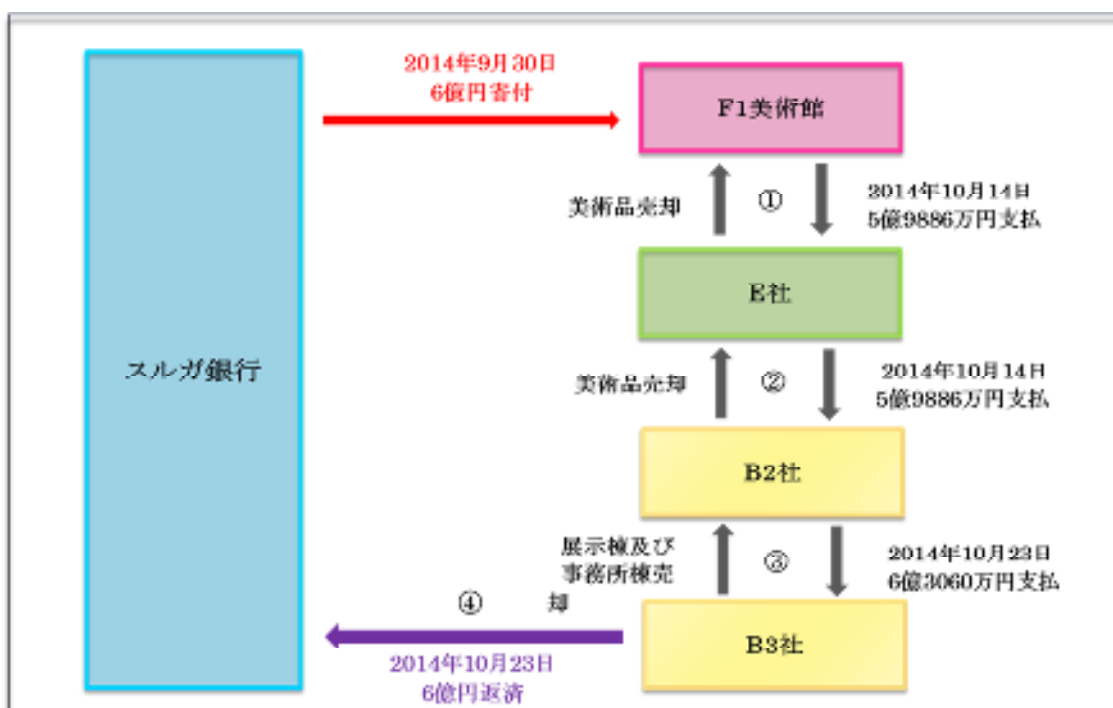 2014年9月30日
6億円寄付
F1美術館
美術品売却
①
2014年10月14日
5億9886万円支払
E社
スルガ銀行
美術品売却
②
2014年10月14日
5億9886万円支払
B2社
展示棟及び
事務所棟売
却
③
2014年10月23日
6億3060万円支払
④
B3社
2014年10月23日
6億円返済